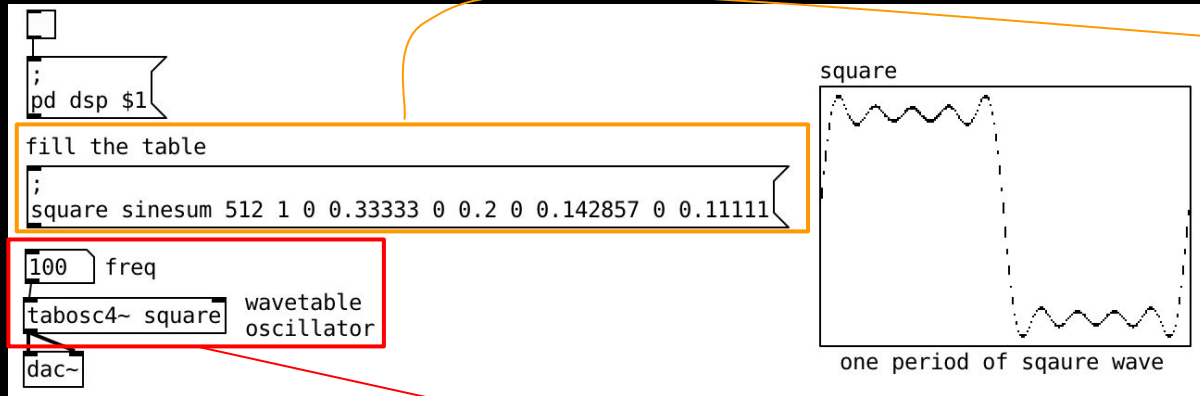 ;
pd dsp $1
fill the table
;
square sinesum 512 1 0 0.33333 0 0.2 0 0.142857 0 0.11111
100
freq
tabosc4~ square
wavetable
oscillator
dac~
square
one period of sqaure wave